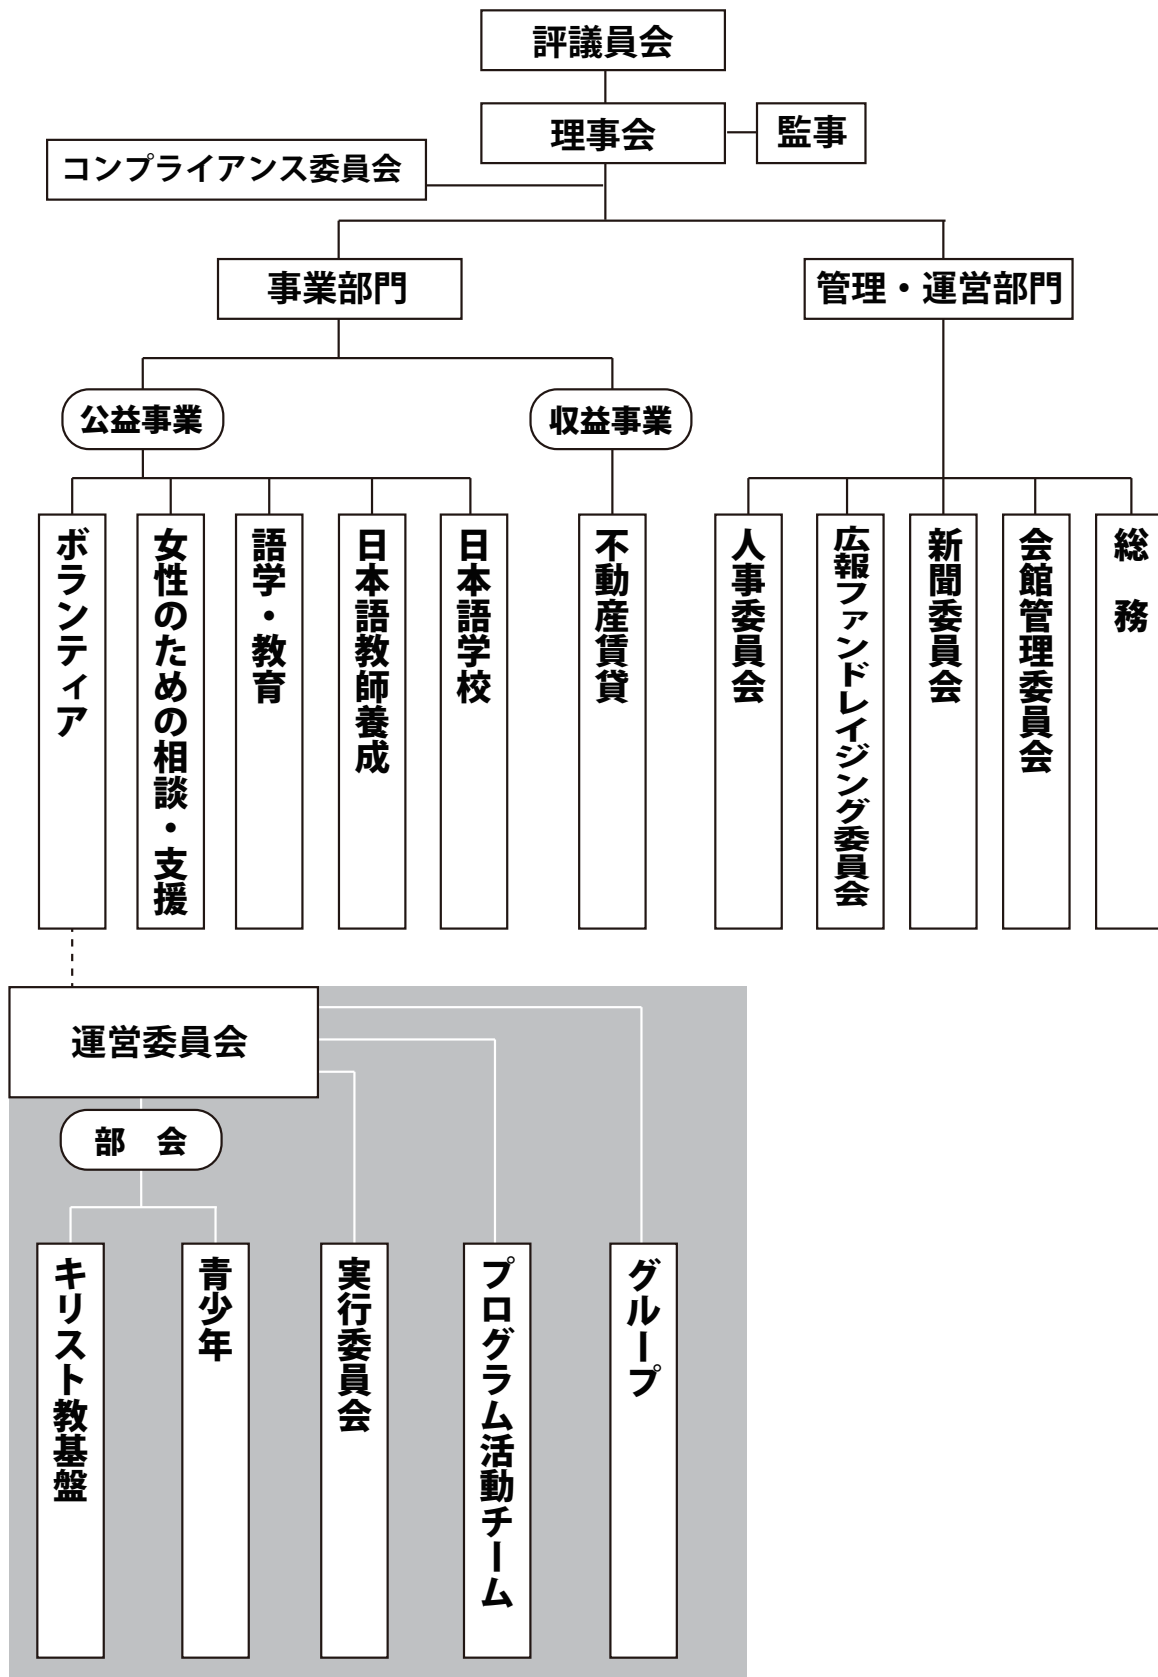 評議員会
理事会
監事
コンプライアンス委員会
事業部門
管理・運営部門
公益事業
収益事業
ボランティア
女性のための相談・支援
語学・教育
日本語教師養成
日本語学校
不動産賃貸
人事委員会
広報ファンドレイジング委員会
新聞委員会
会館管理委員会
総　務
運営委員会
部　会
キリスト教基盤
青少年
実行委員会
プログラム活動チーム
グループ